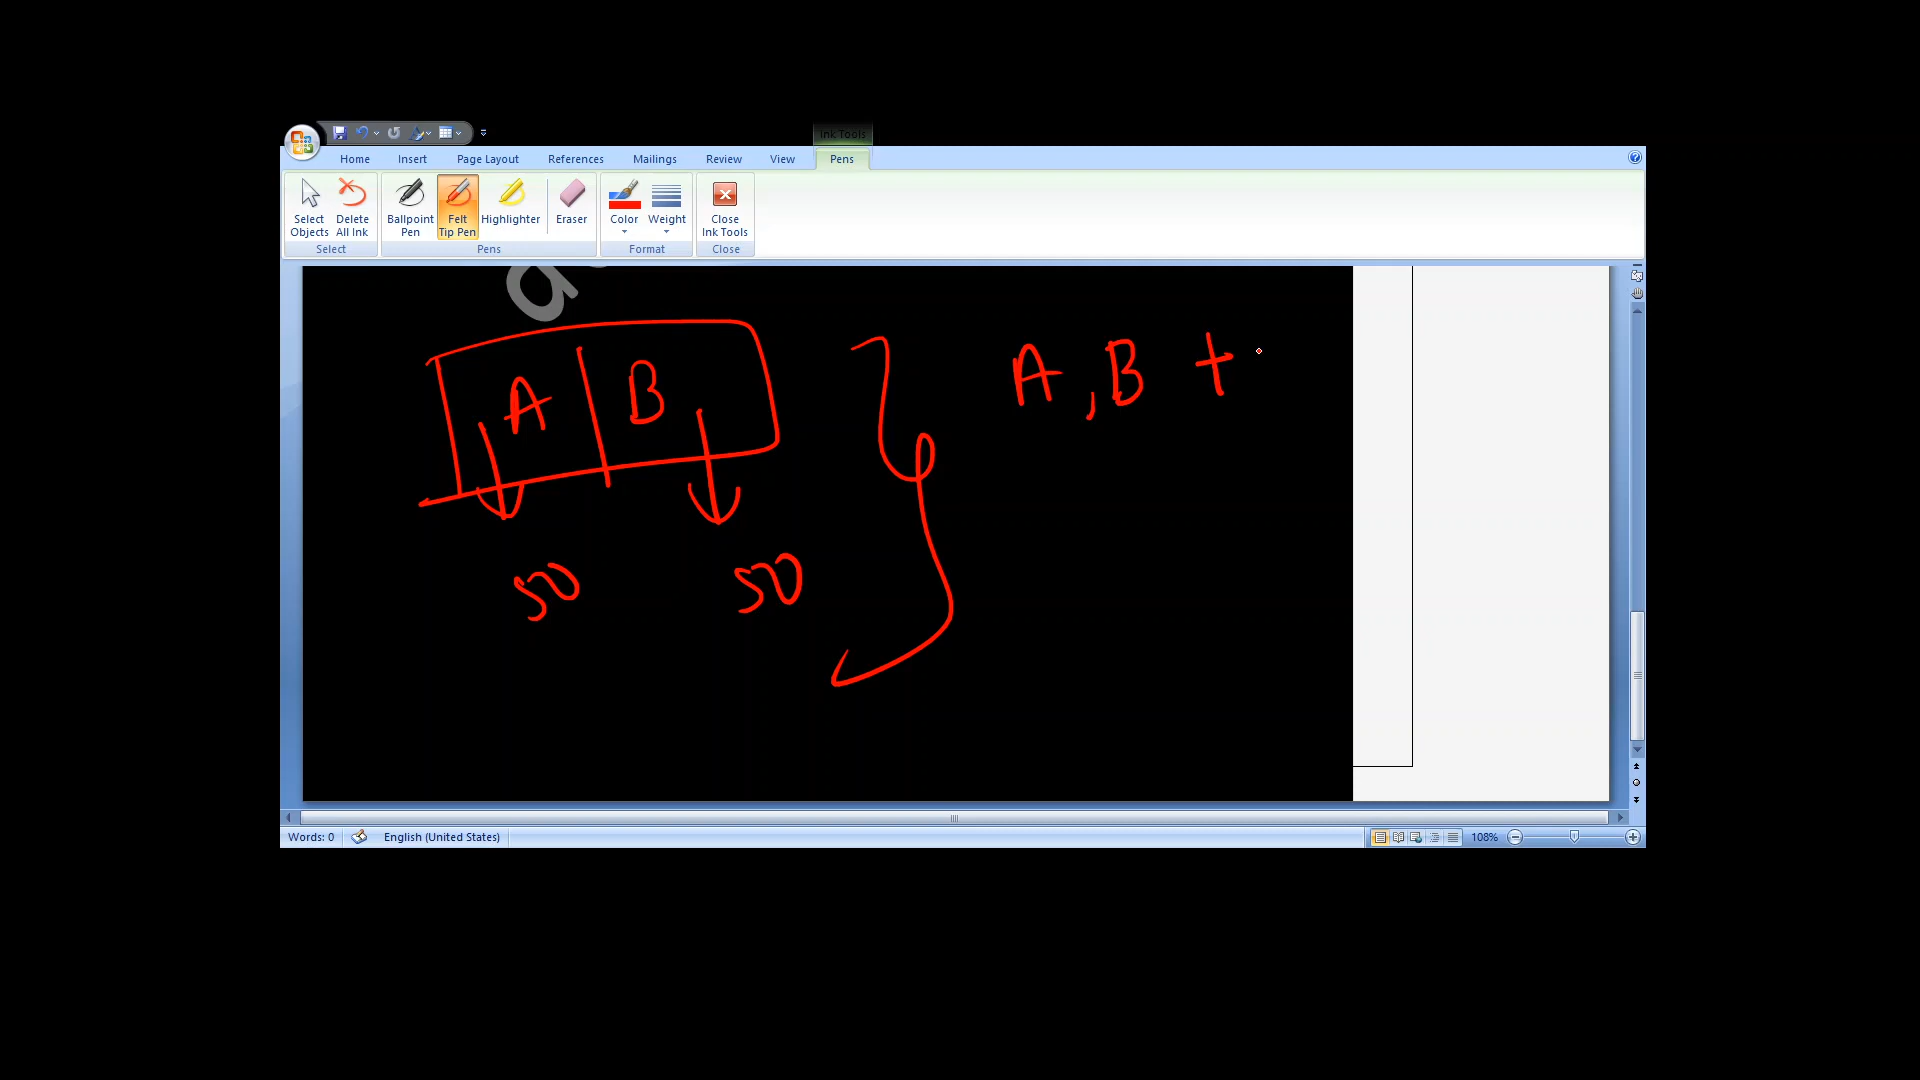 Ink Tools
Home Insert Page Layout References Mailings Review View Pens
Select Objects
Delete All Ink
Ballpoint Pen
Felt Tip Pen
Highlighter
Eraser
Color
Weight
Close Ink Tools
Select Pens Format Close
A B
A, B +
50 50
Words: 0 English (United States) 108%